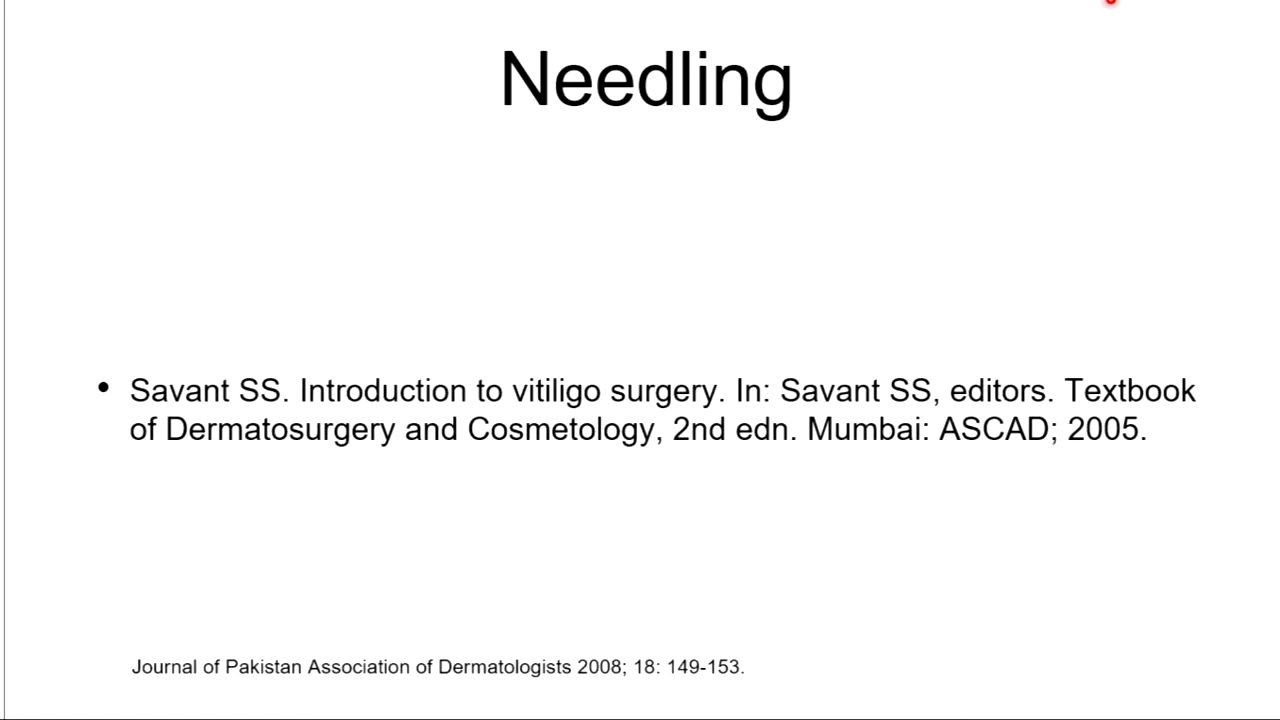 Needling
• Savant SS. Introduction to vitiligo surgery. In: Savant SS, editors. Textbook
of Dermatosurgery and Cosmetology, 2nd edn. Mumbai: ASCAD; 2005.
Journal of Pakistan Association of Dermatologists 2008; 18: 149-153.